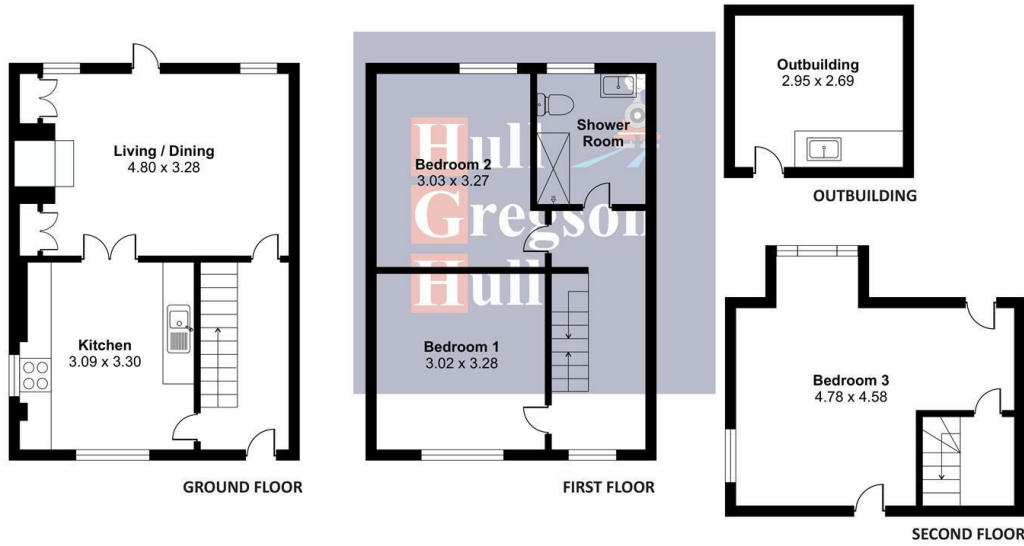 Living / Dining
4.80 x 3.28
Kitchen
3.09 x 3.30
GROUND FLOOR
Hull
Gregson
Hull
Bedroom 2
3.03 x 3.27
Shower
Room
Bedroom 1
3.02 x 3.28
FIRST FLOOR
Outbuilding
2.95 x 2.69
OUTBUILDING
Bedroom 3
4.78 x 4.58
SECOND FLOOR